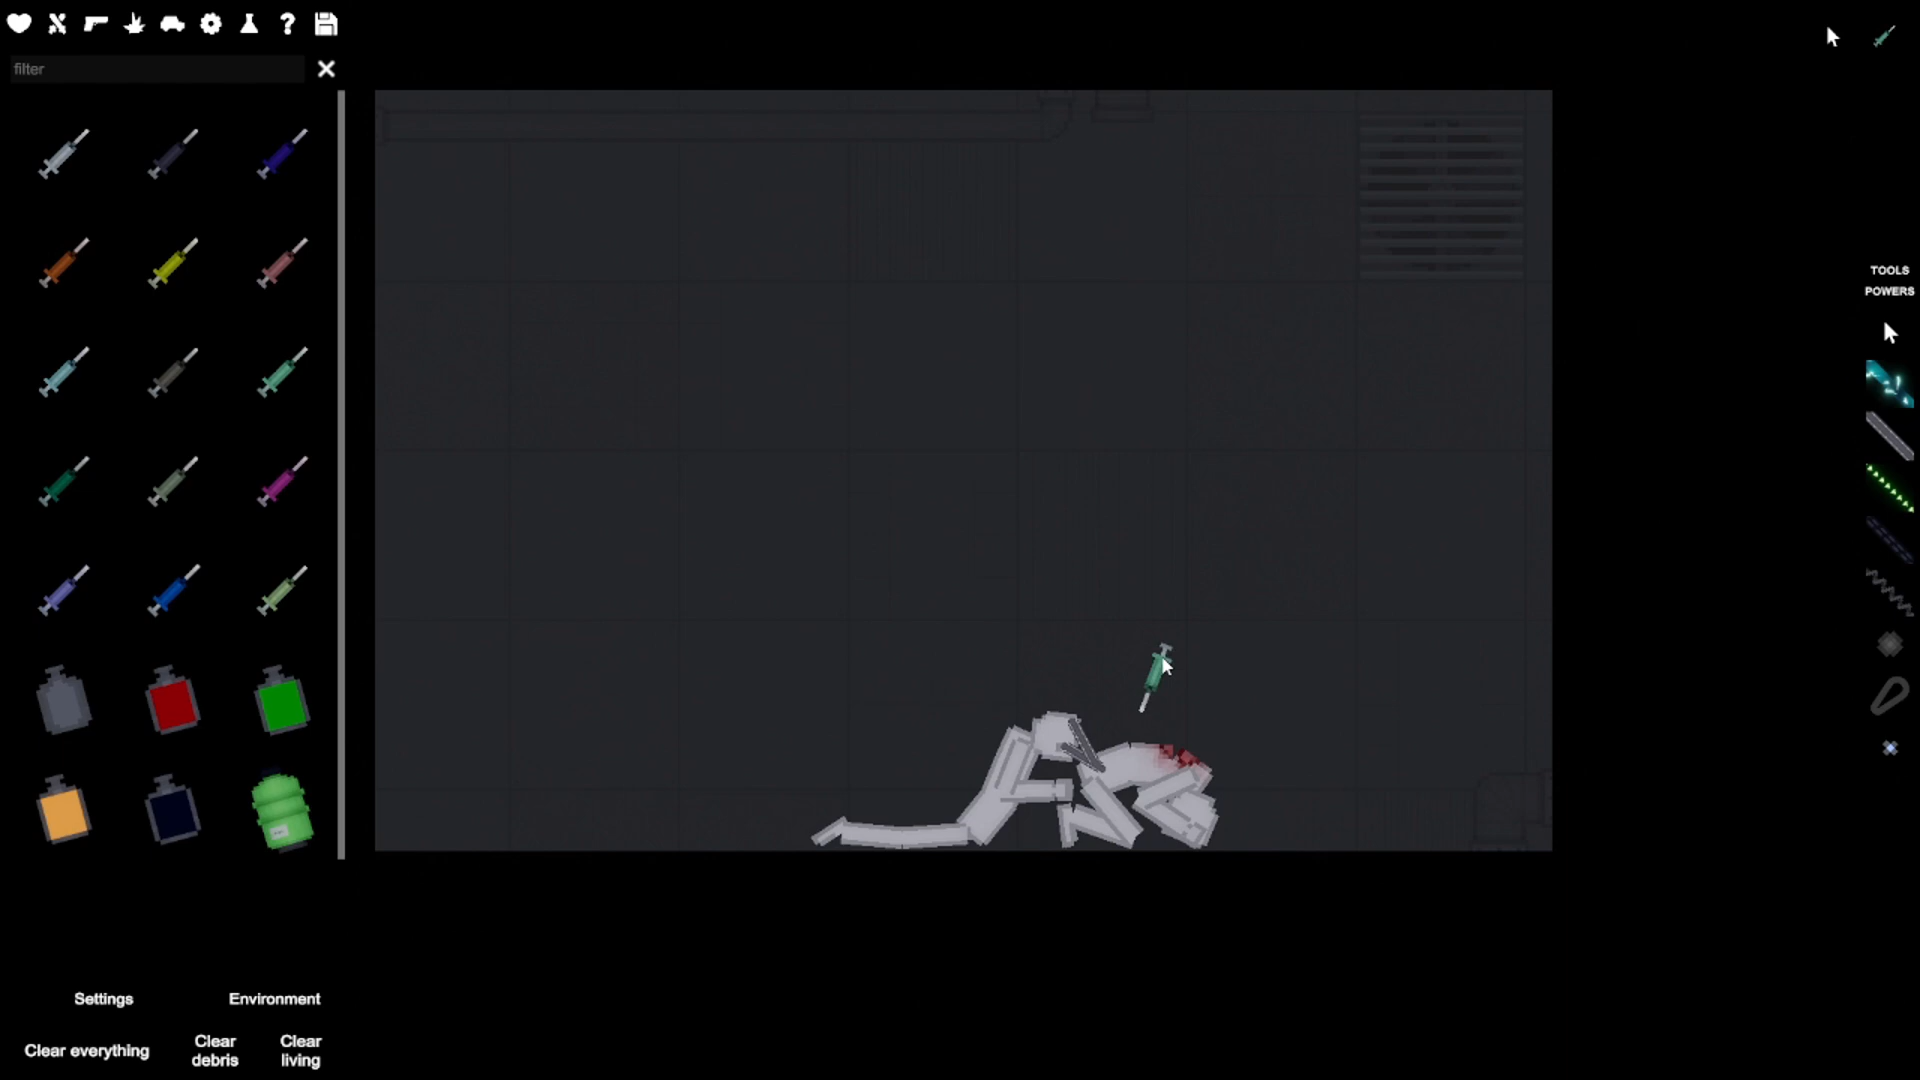 filter
TOOLS
POWERS
Settings
Environment
Clear everything
Clear
debris
Clear
living